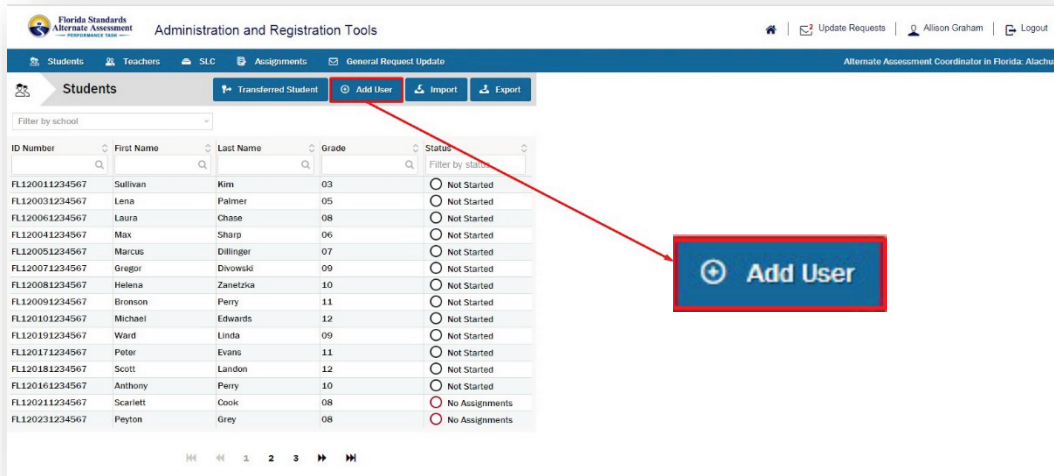 Florida Standards
Alternate Assessment
PERFORMANCE TASK
Administration and Registration Tools
2 Update Requests
Allison Graham
Logout
Students Teachers SLC Assignments General Request Update
Alternate Assessment Coordinator in Florida: Alachu
Students
Transferred Student Add User Import Export
Filter by school
ID Number First Name Last Name Grade Status
Filter by status
FL120011234567 Sullivan Kim 03 Not Started
FL120031234567 Lena Palmer 05 Not Started
FL120061234567 Laura Chase 08 Not Started
FL120041234567 Max Sharp 06 Not Started
FL120051234567 Marcus Dillinger 07 Not Started
FL120071234567 Gregor Divowski 09 Not Started
FL120081234567 Helena Zanetzka 10 Not Started
FL120091234567 Bronson Perry 11 Not Started
FL120101234567 Michael Edwards 12 Not Started
FL120191234567 Ward Linda 09 Not Started
FL120171234567 Peter Evans 11 Not Started
FL120181234567 Scott Landon 12 Not Started
FL120161234567 Anthony Perry 10 Not Started
FL120211234567 Scarlett Cook 08 No Assignments
FL120231234567 Peyton Grey 08 No Assignments
1 2 3
Add User